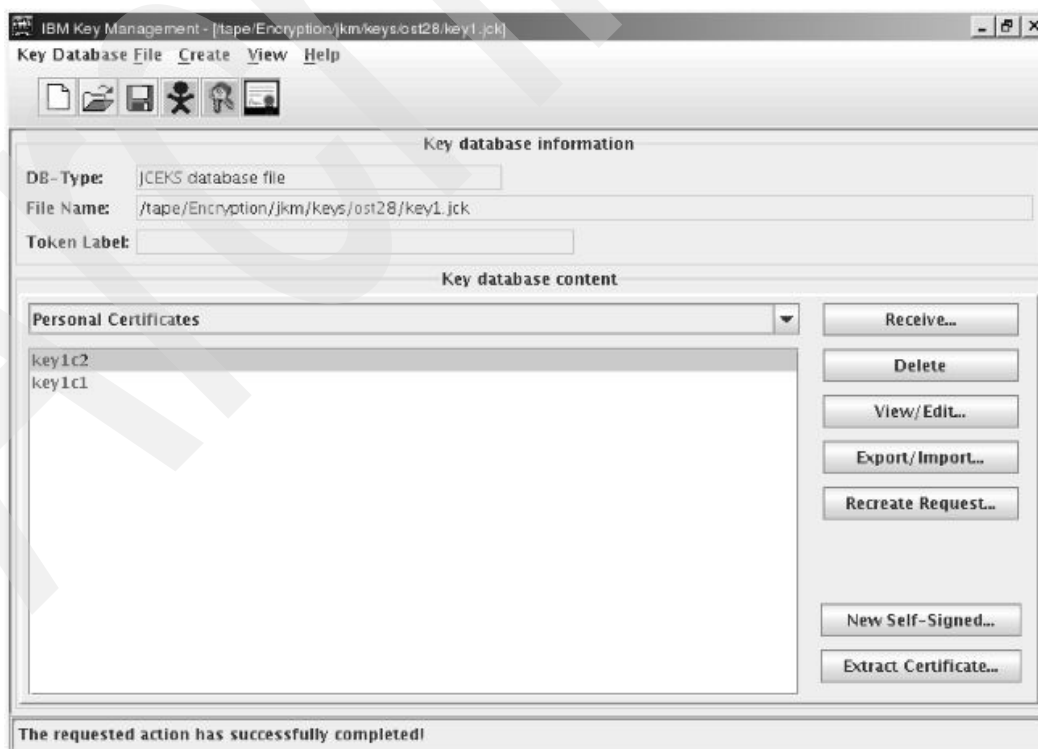 IBM Key Management - [/tape/Encryption/jkm/keys/ost28/key1.jck]
Key Database File Create View Help
Key database information
DB-Type: JCEKS database file
File Name: /tape/Encryption/jkm/keys/ost28/key1.jck
Token Label:
Key database content
Personal Certificates
Receive...
key1c2
key1c1
Delete
View/Edit...
Export/Import...
Recreate Request...
New Self-Signed...
Extract Certificate...
The requested action has successfully completed!